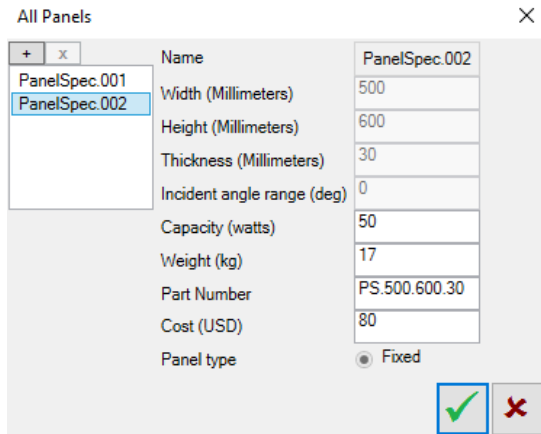 All Panels
+ x
PanelSpec.001
PanelSpec.002
Name PanelSpec.002
Width (Millimeters) 500
Height (Millimeters) 600
Thickness (Millimeters) 30
Incident angle range (deg) 0
Capacity (watts) 50
Weight (kg) 17
Part Number PS.500.600.30
Cost (USD) 80
Panel type Fixed